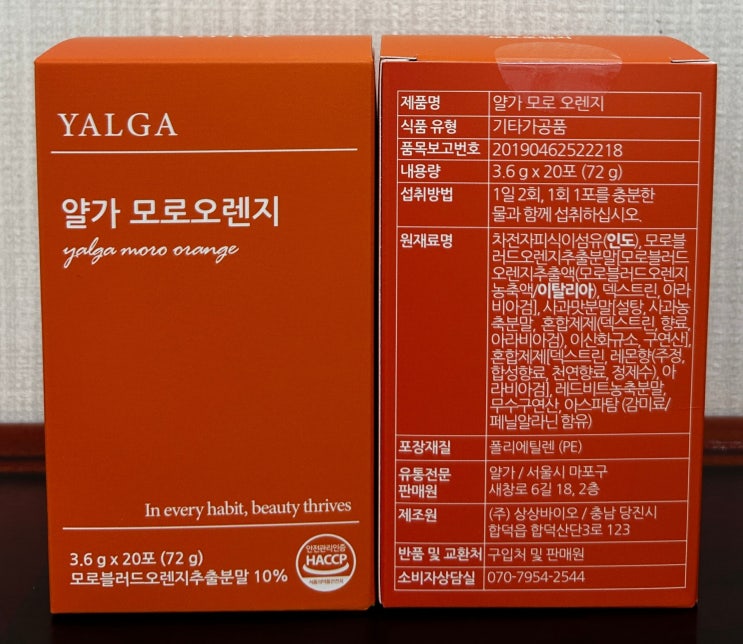 YALGA
얄가 모로오렌지
yalga moro orange
In every habit, beauty thrives
3.6 g x 20포 (72 g)
모로블러드오렌지추출분말 10%
안전관리인증
HACCP
식품의약품안전처
제품명 얄가 모로 오렌지
식품 유형 기타가공품
품목보고번호 20190462522218
내용량 3.6 g x 20포 (72 g)
섭취방법 1일 2회, 1회 1포를 충분한
물과 함께 섭취하십시오.
원재료명 차전자피식이섬유(인도), 모로블
러드오렌지추출분말[모로블러드
오렌지추출액(모로블러드오렌지
농축액/이탈리아), 덱스트린, 아라
비아검], 사과맛분말[설탕, 사과농
축분말, 혼합제제(덱스트린, 향료,
아라비아검), 이산화규소, 구연산],
혼합제제[덱스트린, 레몬향(주정,
합성향료, 천연향료, 정제수), 아
라비아검], 레드비트농축분말,
무수구연산, 아스파탐 (감미료/
페닐알라닌 함유)
포장재질 폴리에틸렌 (PE)
유통전문 얄가 / 서울시 마포구
판매원 새창로 6길 18, 2층
제조원 (주) 상상바이오 / 충남 당진시
합덕읍 합덕산단3로 123
반품 및 교환처 구입처 및 판매원
소비자상담실 070-7954-2544